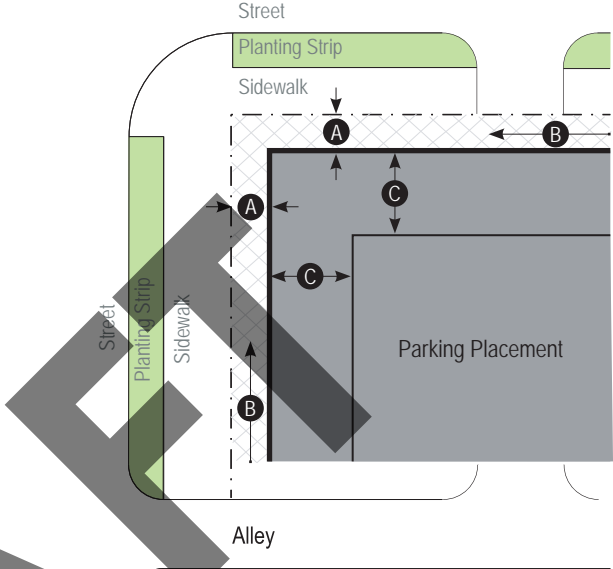 Street
Planting Strip
Sidewalk
A
B
A
C
C
Street
Planting Strip
Sidewalk
Parking Placement
B
Alley